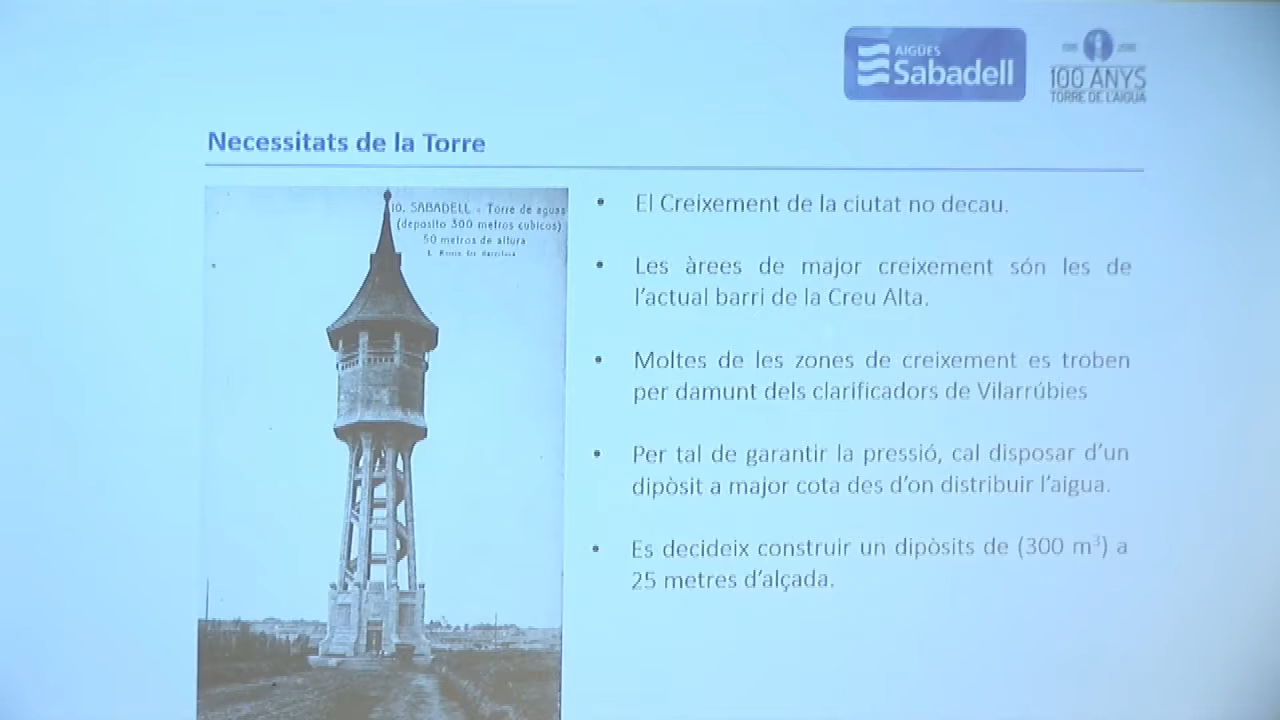 AIGÜES
Sabadell
100 ANYS
TORRE DE L'AIGUA
Necessitats de la Torre
10. SABADELL - Torre de aguas
(deposito 300 metros cubicos)
50 metros de altura
• El Creixement de la ciutat no decau.
• Les àrees de major creixement són les de
l'actual barri de la Creu Alta.
• Moltes de les zones de creixement es troben
per damunt dels clarificadors de Vilarrúbies
• Per tal de garantir la pressió, cal disposar d'un
dipòsit a major cota des d'on distribuir l'aigua.
• Es decideix construir un dipòsits de (300 m³) a
25 metres d'alçada.